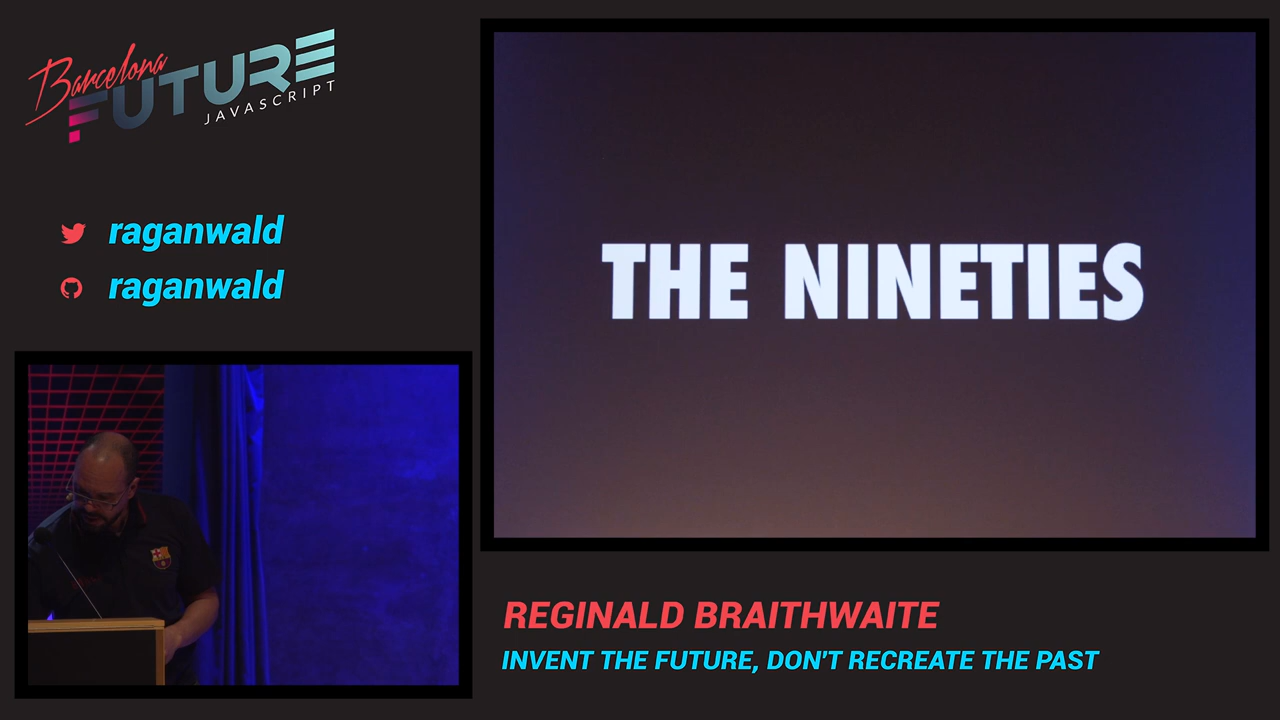 Barcelona
FUTURE
JAVASCRIPT
raganwald
raganwald
THE NINETIES
REGINALD BRAITHWAITE
INVENT THE FUTURE, DON'T RECREATE THE PAST